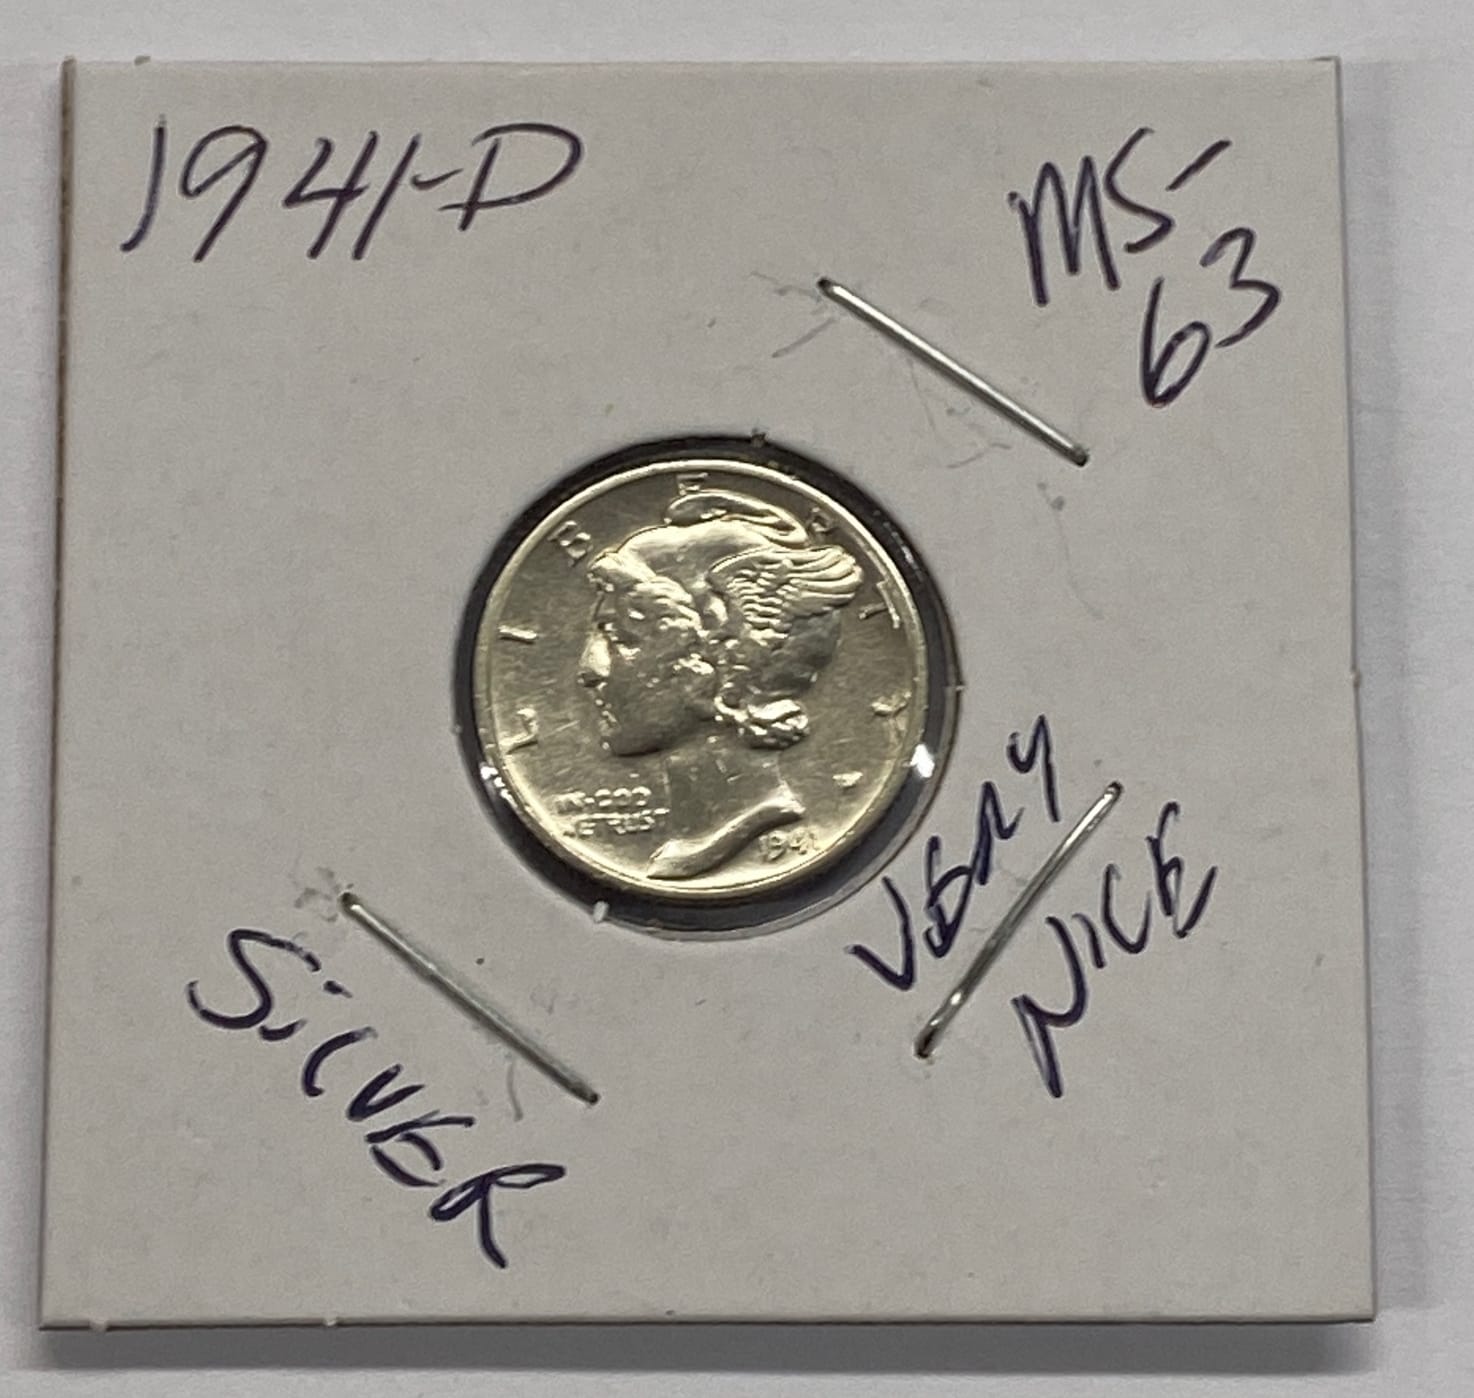 1941-D
MS-
63
LIBERTY
IN GOD
WE TRUST
1941
VERY
NICE
SiLVER